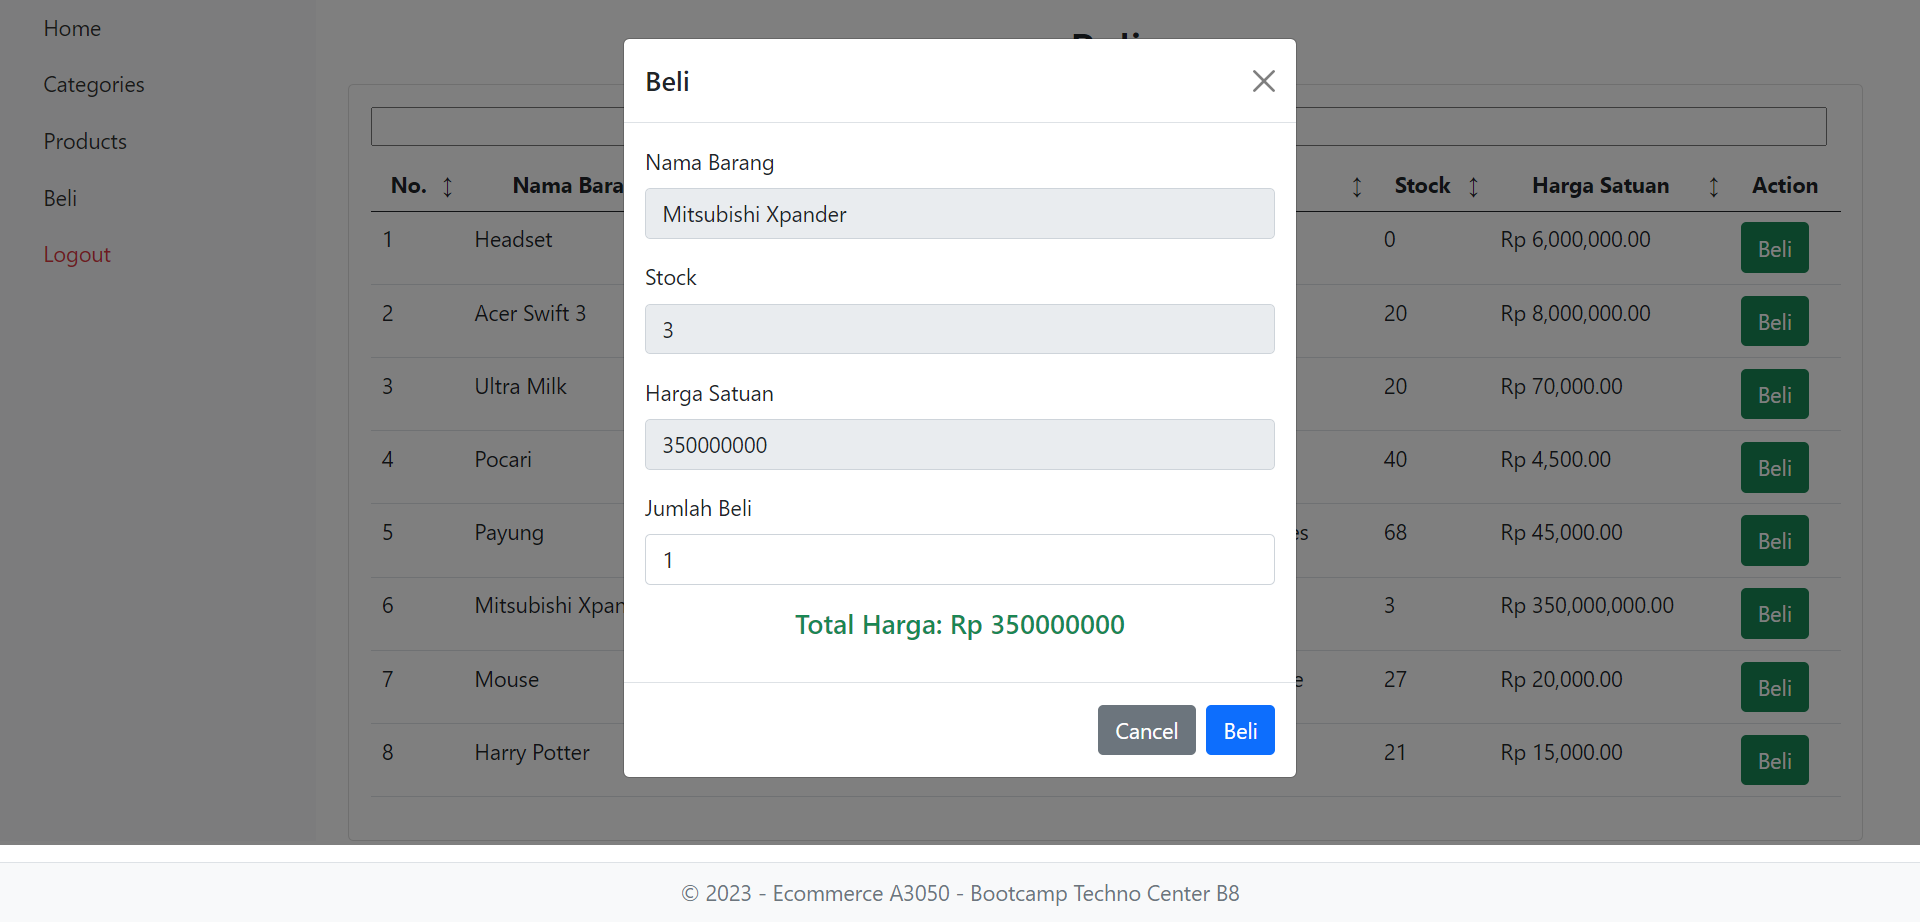 Home
Categories
Products
Beli
Logout
Beli
No. Nama Bara Stock Harga Satuan Action
1 Headset 0 Rp 6,000,000.00 Beli
2 Acer Swift 3 20 Rp 8,000,000.00 Beli
3 Ultra Milk 20 Rp 70,000.00 Beli
4 Pocari 40 Rp 4,500.00 Beli
5 Payung es 68 Rp 45,000.00 Beli
6 Mitsubishi Xpan 3 Rp 350,000,000.00 Beli
7 Mouse e 27 Rp 20,000.00 Beli
8 Harry Potter 21 Rp 15,000.00 Beli
Beli
Nama Barang
Mitsubishi Xpander
Stock
3
Harga Satuan
350000000
Jumlah Beli
1
Total Harga: Rp 350000000
Cancel Beli
© 2023 - Ecommerce A3050 - Bootcamp Techno Center B8